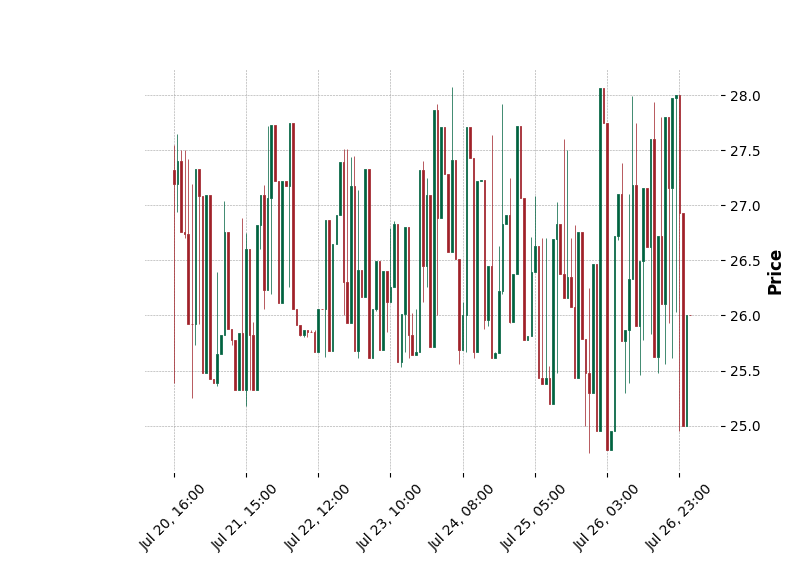 28.0
27.5
27.0
26.5
26.0
25.5
25.0
Price
Jul 20, 16:00
Jul 21, 15:00
Jul 22, 12:00
Jul 23, 10:00
Jul 24, 08:00
Jul 25, 05:00
Jul 26, 03:00
Jul 26, 23:00